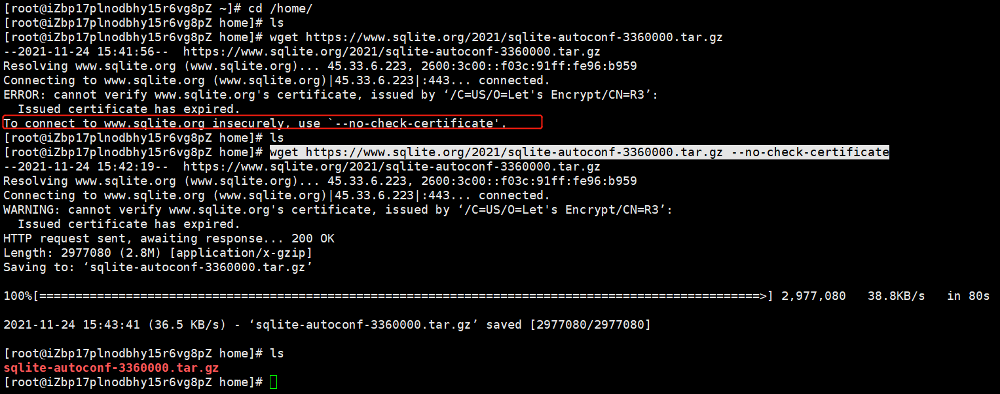 [root@iZbp17plnodbhy15r6vg8pZ ~]# cd /home/
[root@iZbp17plnodbhy15r6vg8pZ home]# ls
[root@iZbp17plnodbhy15r6vg8pZ home]# wget https://www.sqlite.org/2021/sqlite-autoconf-3360000.tar.gz
--2021-11-24 15:41:56--  https://www.sqlite.org/2021/sqlite-autoconf-3360000.tar.gz
Resolving www.sqlite.org (www.sqlite.org)... 45.33.6.223, 2600:3c00::f03c:91ff:fe96:b959
Connecting to www.sqlite.org (www.sqlite.org)|45.33.6.223|:443... connected.
ERROR: cannot verify www.sqlite.org's certificate, issued by ‘/C=US/O=Let's Encrypt/CN=R3’:
  Issued certificate has expired.
To connect to www.sqlite.org insecurely, use `--no-check-certificate'.
[root@iZbp17plnodbhy15r6vg8pZ home]# ls
[root@iZbp17plnodbhy15r6vg8pZ home]# wget https://www.sqlite.org/2021/sqlite-autoconf-3360000.tar.gz --no-check-certificate
--2021-11-24 15:42:19--  https://www.sqlite.org/2021/sqlite-autoconf-3360000.tar.gz
Resolving www.sqlite.org (www.sqlite.org)... 45.33.6.223, 2600:3c00::f03c:91ff:fe96:b959
Connecting to www.sqlite.org (www.sqlite.org)|45.33.6.223|:443... connected.
WARNING: cannot verify www.sqlite.org's certificate, issued by ‘/C=US/O=Let's Encrypt/CN=R3’:
  Issued certificate has expired.
HTTP request sent, awaiting response... 200 OK
Length: 2977080 (2.8M) [application/x-gzip]
Saving to: ‘sqlite-autoconf-3360000.tar.gz’
100%[====================================================================================================>] 2,977,080   38.8KB/s   in 80s
2021-11-24 15:43:41 (36.5 KB/s) - ‘sqlite-autoconf-3360000.tar.gz’ saved [2977080/2977080]
[root@iZbp17plnodbhy15r6vg8pZ home]# ls
sqlite-autoconf-3360000.tar.gz
[root@iZbp17plnodbhy15r6vg8pZ home]#